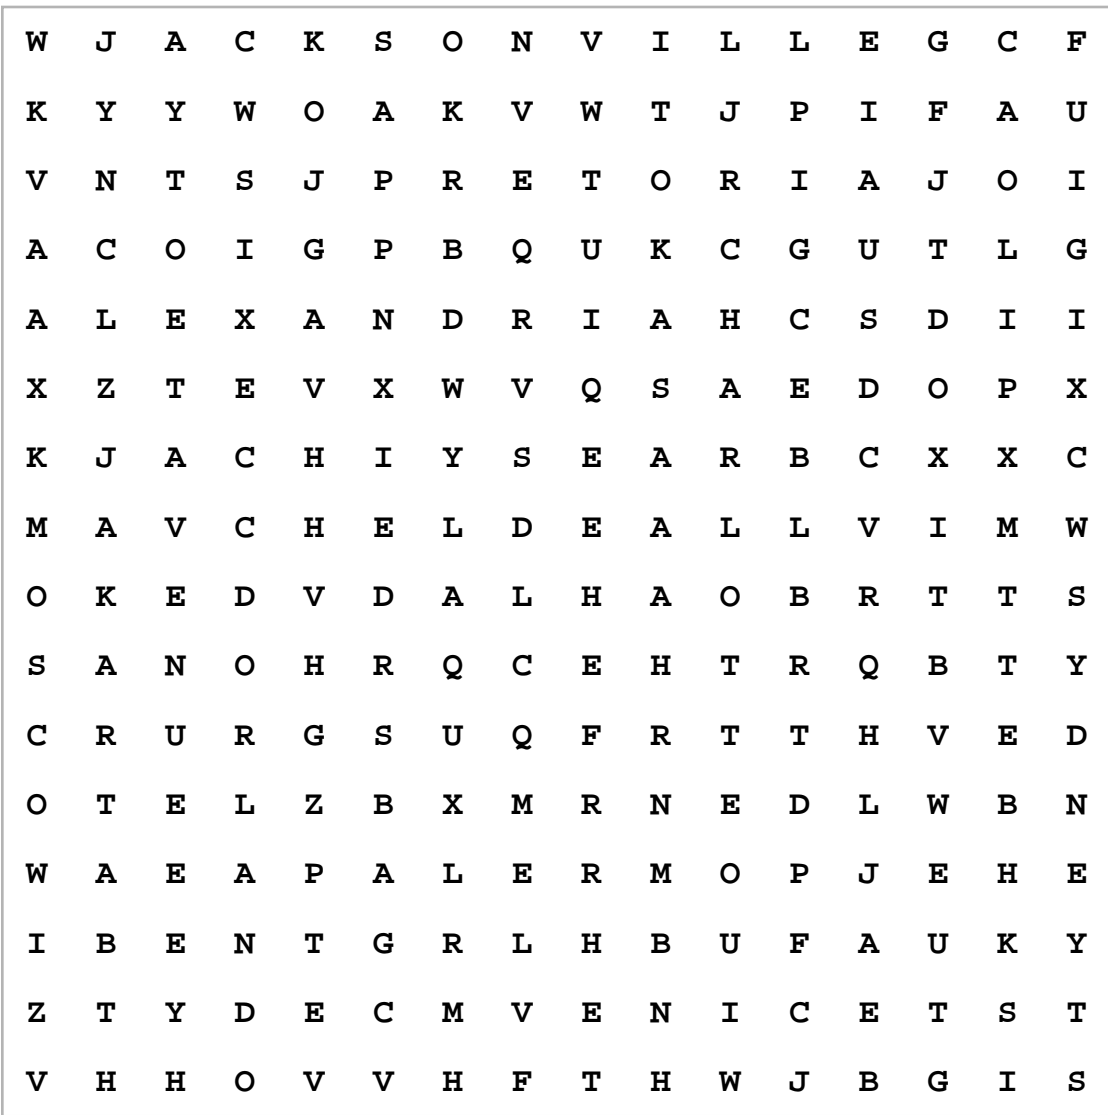 W J A C K S O N V I L L E G C F
K Y Y W O A K V W T J P I F A U
V N T S J P R E T O R I A J O I
A C O I G P B Q U K C G U T L G
A L E X A N D R I A H C S D I I
X Z T E V X W V Q S A E D O P X
K J A C H I Y S E A R B C X X C
M A V C H E L D E A L L V I M W
O K E D V D A L H A O B R T T S
S A N O H R Q C E H T R Q B T Y
C R U R G S U Q F R T T H V E D
O T E L Z B X M R N E D L W B N
W A E A P A L E R M O P J E H E
I B E N T G R L H B U F A U K Y
Z T Y D E C M V E N I C E T S T
V H H O V V H F T H W J B G I S